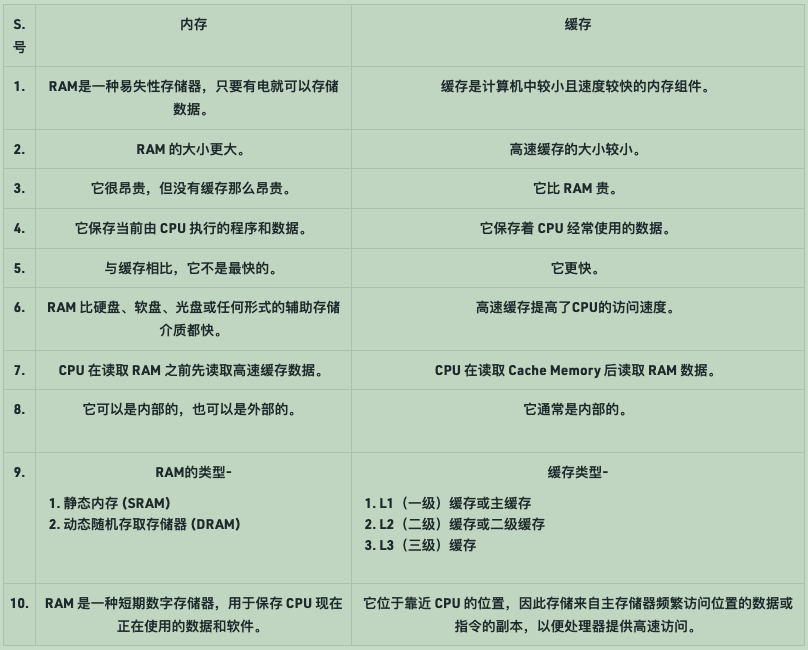 S.
号
内存
缓存
1.
RAM是一种易失性存储器，只要有电就可以存储
数据。
缓存是计算机中较小且速度较快的内存组件。
2.
RAM 的大小更大。
高速缓存的大小较小。
3.
它很昂贵，但没有缓存那么昂贵。
它比 RAM 贵。
4.
它保存当前由 CPU 执行的程序和数据。
它保存着 CPU 经常使用的数据。
5.
与缓存相比，它不是最快的。
它更快。
6.
RAM 比硬盘、软盘、光盘或任何形式的辅助存储
介质都快。
高速缓存提高了CPU的访问速度。
7.
CPU 在读取 RAM 之前先读取高速缓存数据。
CPU 在读取 Cache Memory 后读取 RAM 数据。
8.
它可以是内部的，也可以是外部的。
它通常是内部的。
9.
RAM的类型-
1. 静态内存 (SRAM)
2. 动态随机存取存储器 (DRAM)
缓存类型-
1. L1（一级）缓存或主缓存
2. L2（二级）缓存或二级缓存
3. L3（三级）缓存
10.
RAM 是一种短期数字存储器，用于保存 CPU 现在
正在使用的数据和软件。
它位于靠近 CPU 的位置，因此存储来自主存储器频繁访问位置的数据或
指令的副本，以便处理器提供高速访问。